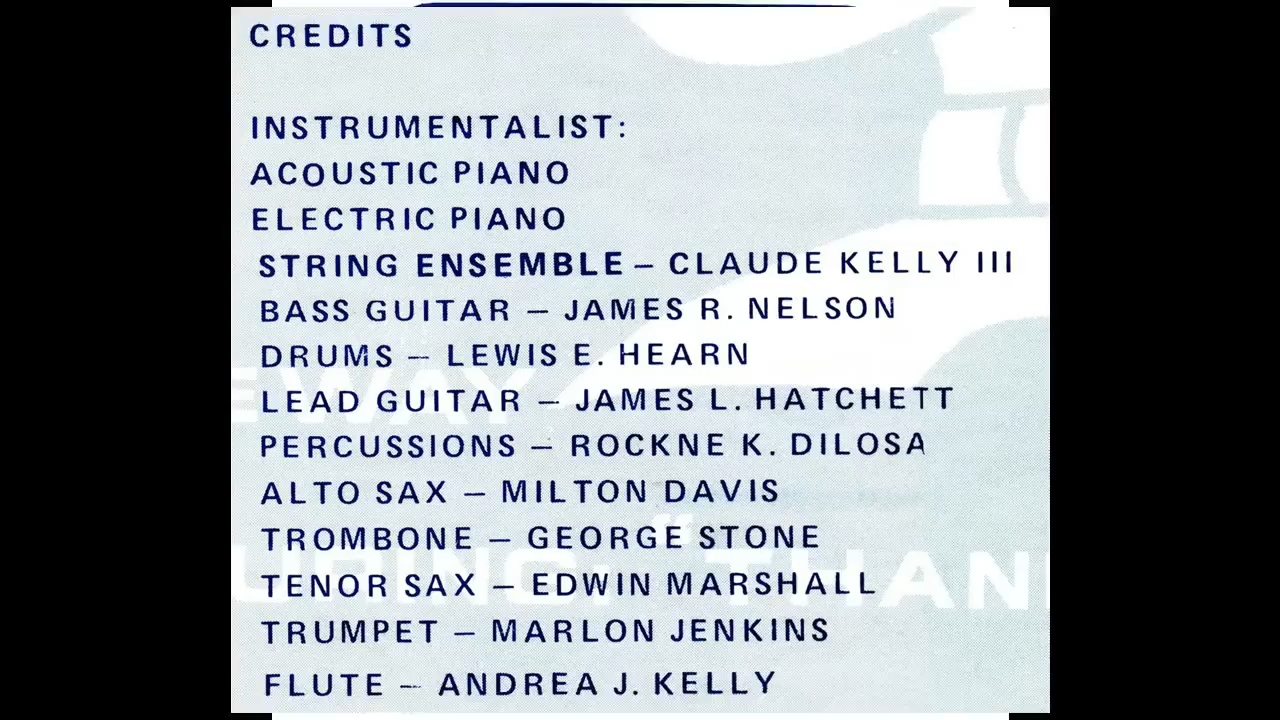 CREDITS
INSTRUMENTALIST:
ACOUSTIC PIANO
ELECTRIC PIANO
STRING ENSEMBLE – CLAUDE KELLY III
BASS GUITAR – JAMES R. NELSON
DRUMS – LEWIS E. HEARN
LEAD GUITAR – JAMES L. HATCHETT
PERCUSSIONS – ROCKNE K. DILOSA
ALTO SAX – MILTON DAVIS
TROMBONE – GEORGE STONE
TENOR SAX – EDWIN MARSHALL
TRUMPET – MARLON JENKINS
FLUTE – ANDREA J. KELLY